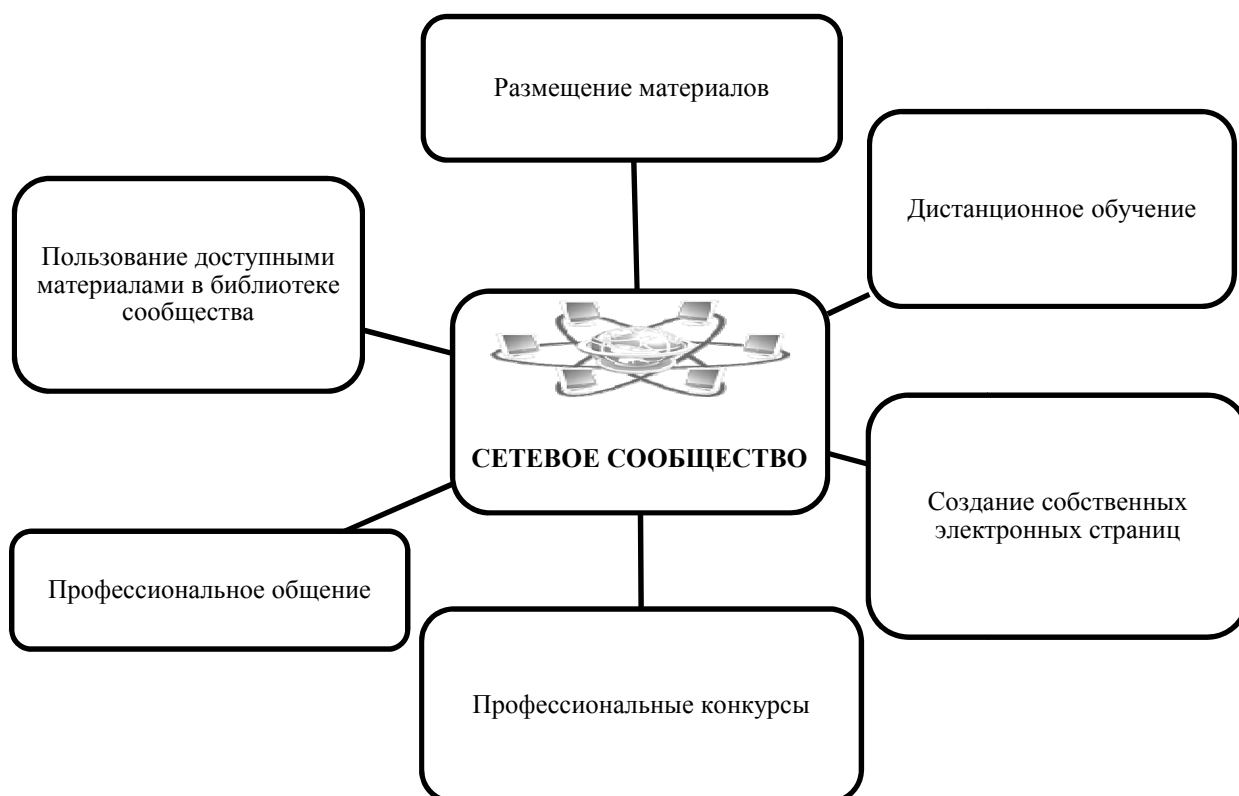 Размещение материалов
Дистанционное обучение
Пользование доступными
материалами в библиотеке
сообщества
СЕТЕВОЕ СООБЩЕСТВО
Создание собственных
электронных страниц
Профессиональное общение
Профессиональные конкурсы